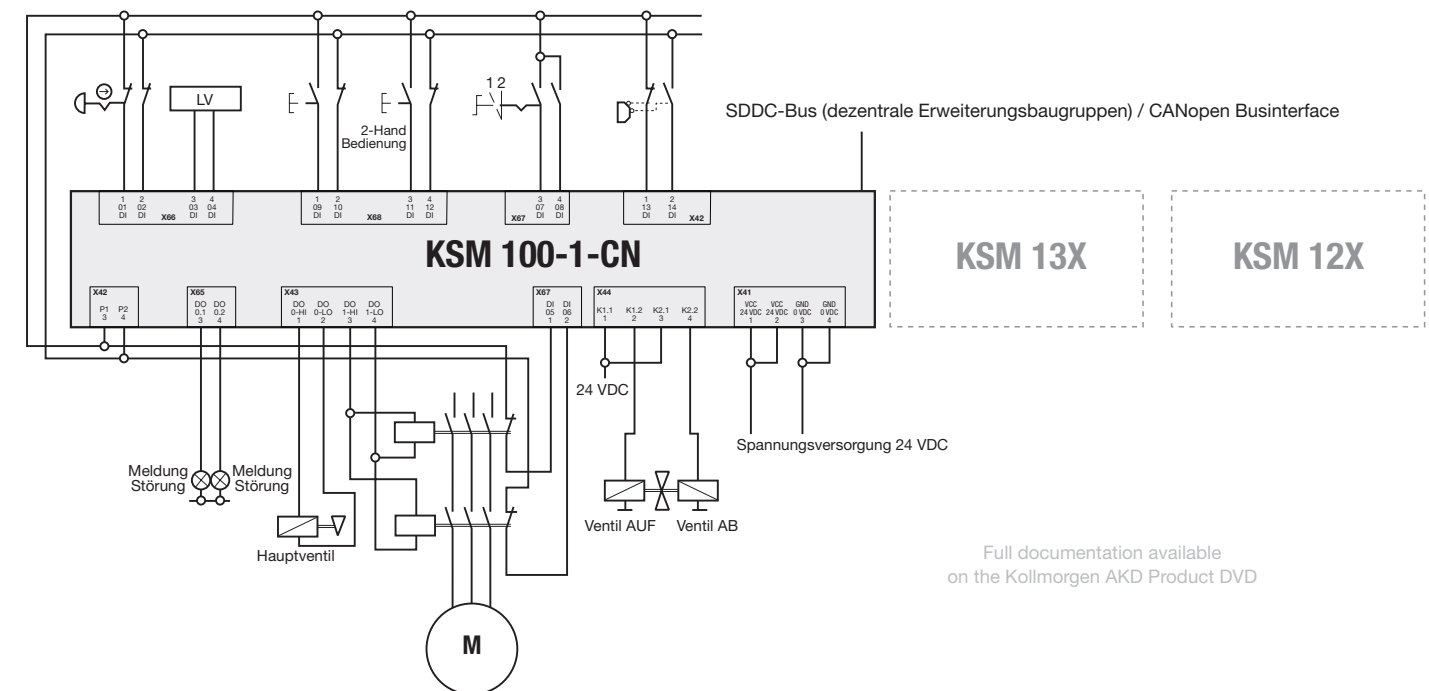 1 2
LV
2-Hand
Bedienung
SDDC-Bus (dezentrale Erweiterungsbaugruppen) / CANopen Businterface
1 2 3 4
01 02 03 04
DI DI X66 DI DI
1 2 3 4
09 10 11 12
DI DI X68 DI DI
3 4
07 08
X67 DI DI
1 2
13 14
DI DI X42
KSM 100-1-CN
KSM 13X
KSM 12X
X42
P1 P2
3 4
X65
DO DO
0.1 0.2
3 4
X43
DO DO DO DO
0-HI 0-LO 1-HI 1-LO
1 2 3 4
X67
DI DI
05 06
1 2
X44
K1.1 K1.2 K2.1 K2.2
1 2 3 4
X41
VCC VCC GND GND
24 VDC 24 VDC 0 VDC 0 VDC
1 2 3 4
24 VDC
Spannungsversorgung 24 VDC
Meldung
Störung
Meldung
Störung
Hauptventil
Ventil AUF
Ventil AB
Full documentation available
on the Kollmorgen AKD Product DVD
M